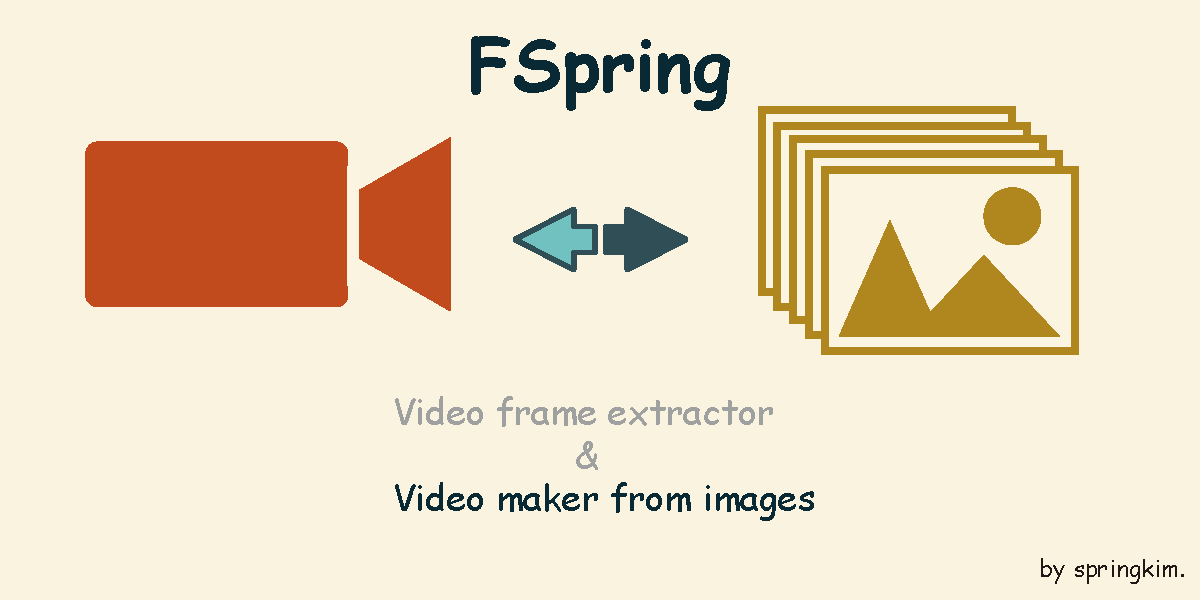 FSpring
Video frame extractor
&
Video maker from images
by springkim.